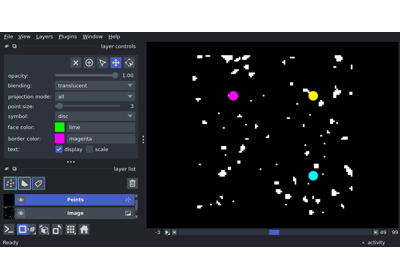 File View Layers Plugins Window Help
layer controls
opacity: 1.00
blending: translucent
projection mode: all
point size: 3
symbol: disc
face color: lime
border color: magenta
text: display scale
layer list
Points
Image
-3 49 99
Ready activity